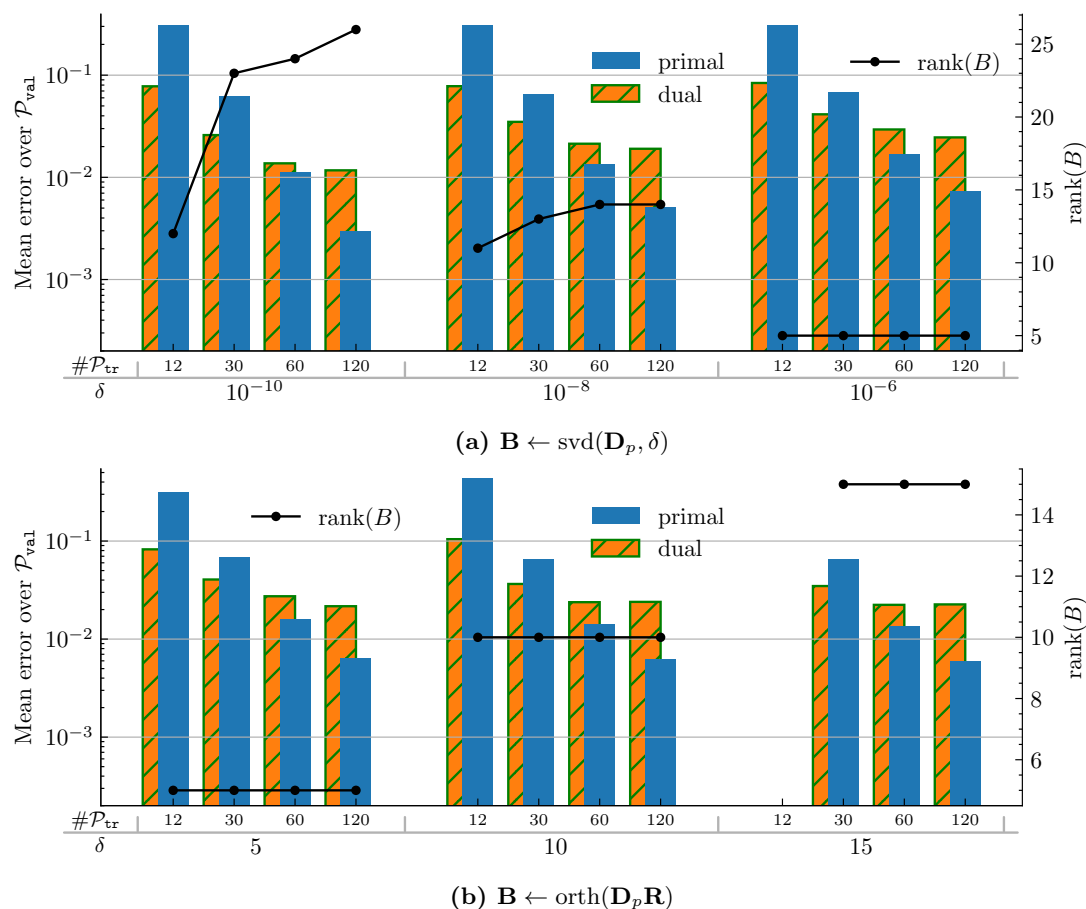 Mean error over 𝒫val
10⁻¹
10⁻²
10⁻³
primal
dual
rank(B)
25
20
15
10
5
rank(B)
#𝒫tr 12 30 60 120 12 30 60 120 12 30 60 120
δ 10⁻¹⁰ 10⁻⁸ 10⁻⁶
(a) B ← svd(Dₚ, δ)
Mean error over 𝒫val
10⁻¹
10⁻²
10⁻³
rank(B)
primal
dual
14
12
10
8
6
rank(B)
#𝒫tr 12 30 60 120 12 30 60 120 12 30 60 120
δ 5 10 15
(b) B ← orth(DₚR)